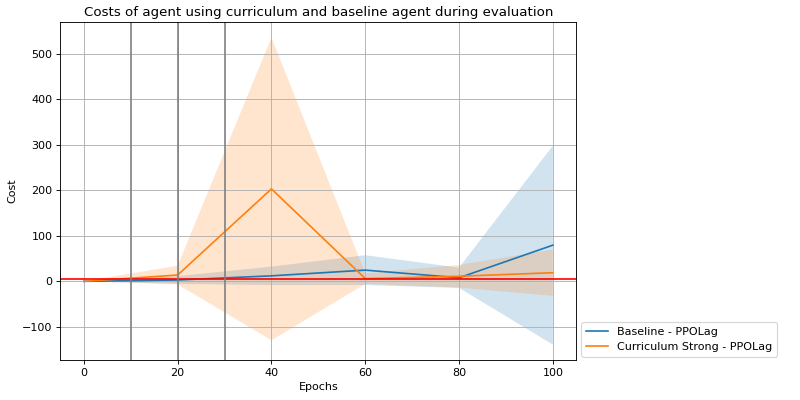 Costs of agent using curriculum and baseline agent during evaluation
500
400
300
200
100
0
−100
Cost
0 20 40 60 80 100
Epochs
Baseline - PPOLag
Curriculum Strong - PPOLag